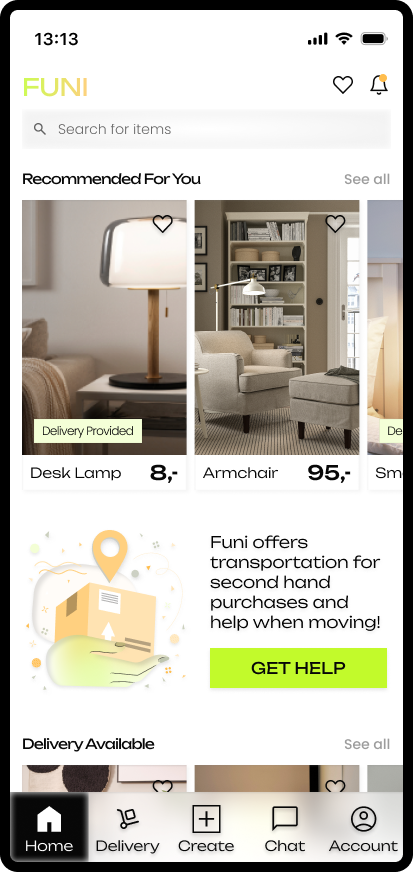 13:13
FUNI
Search for items
Recommended For You
See all
Delivery Provided
De
Desk Lamp
8,-
Armchair
95,-
Sm
Funi offers
transportation for
second hand
purchases and
help when moving!
GET HELP
Delivery Available
See all
Home
Delivery
Create
Chat
Account